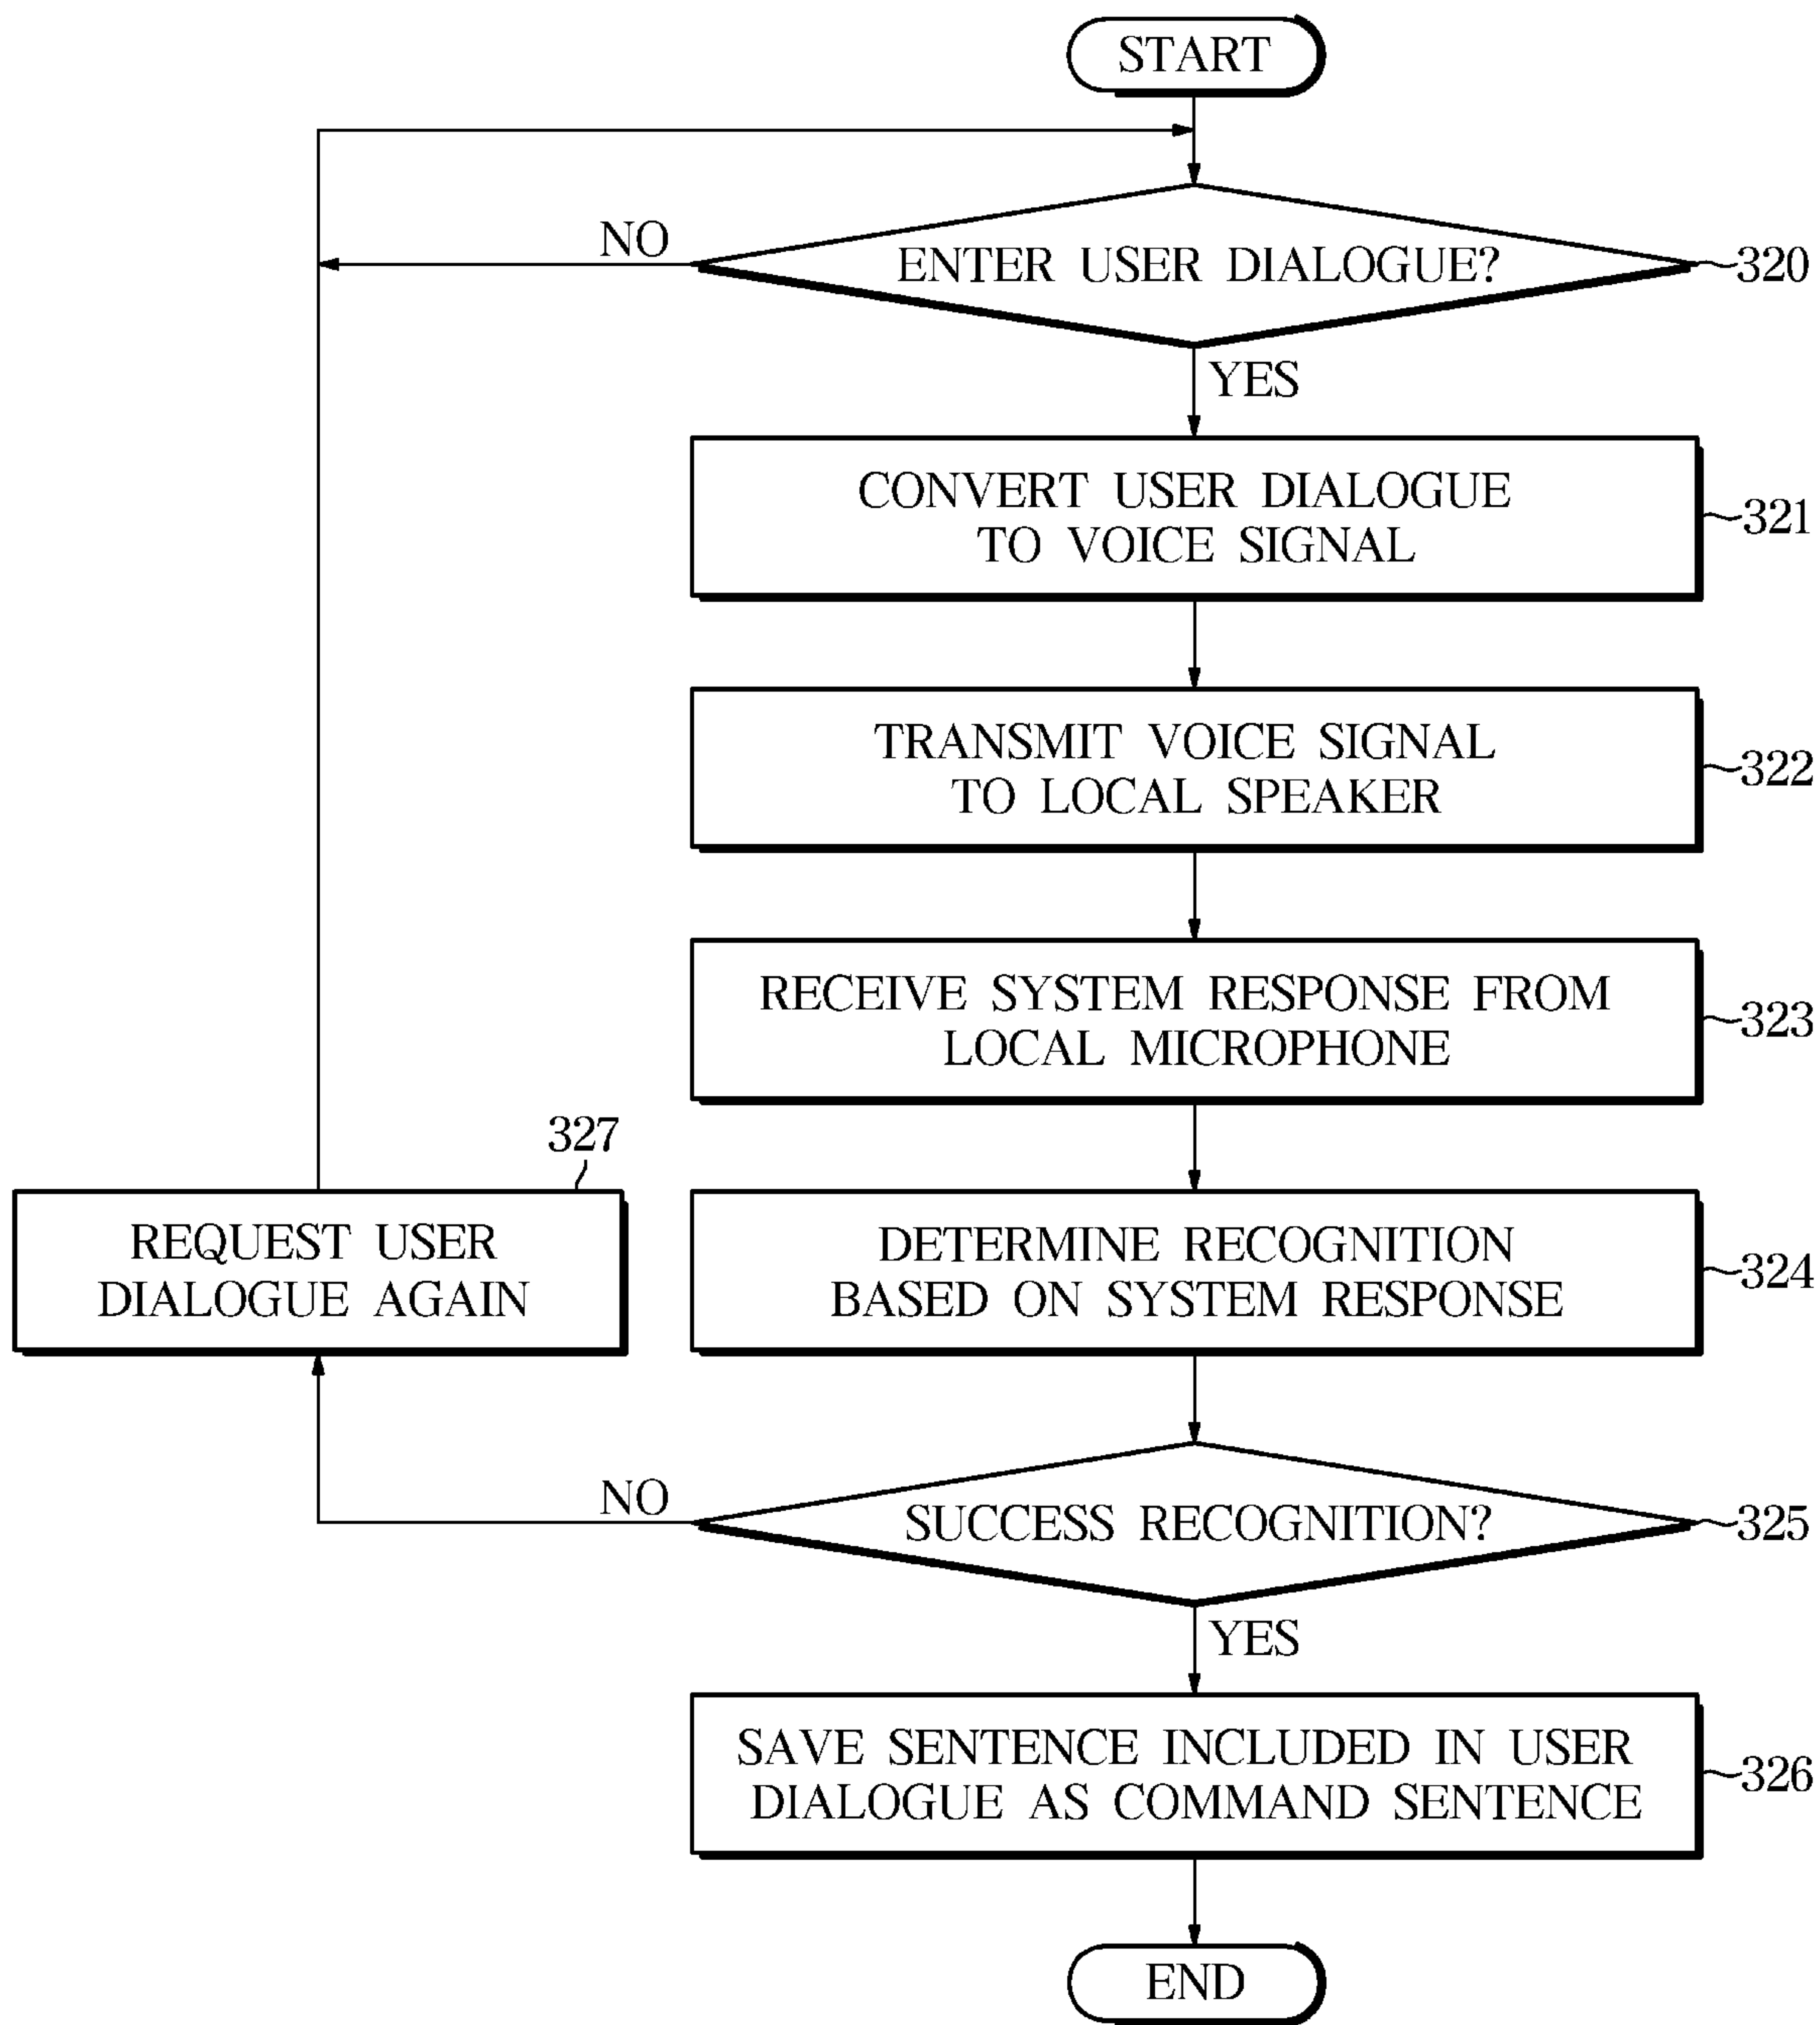 START
NO
ENTER USER DIALOGUE?
320
YES
CONVERT USER DIALOGUE
TO VOICE SIGNAL
321
TRANSMIT VOICE SIGNAL
TO LOCAL SPEAKER
322
RECEIVE SYSTEM RESPONSE FROM
LOCAL MICROPHONE
323
327
REQUEST USER
DIALOGUE AGAIN
DETERMINE RECOGNITION
BASED ON SYSTEM RESPONSE
324
NO
SUCCESS RECOGNITION?
325
YES
SAVE SENTENCE INCLUDED IN USER
DIALOGUE AS COMMAND SENTENCE
326
END